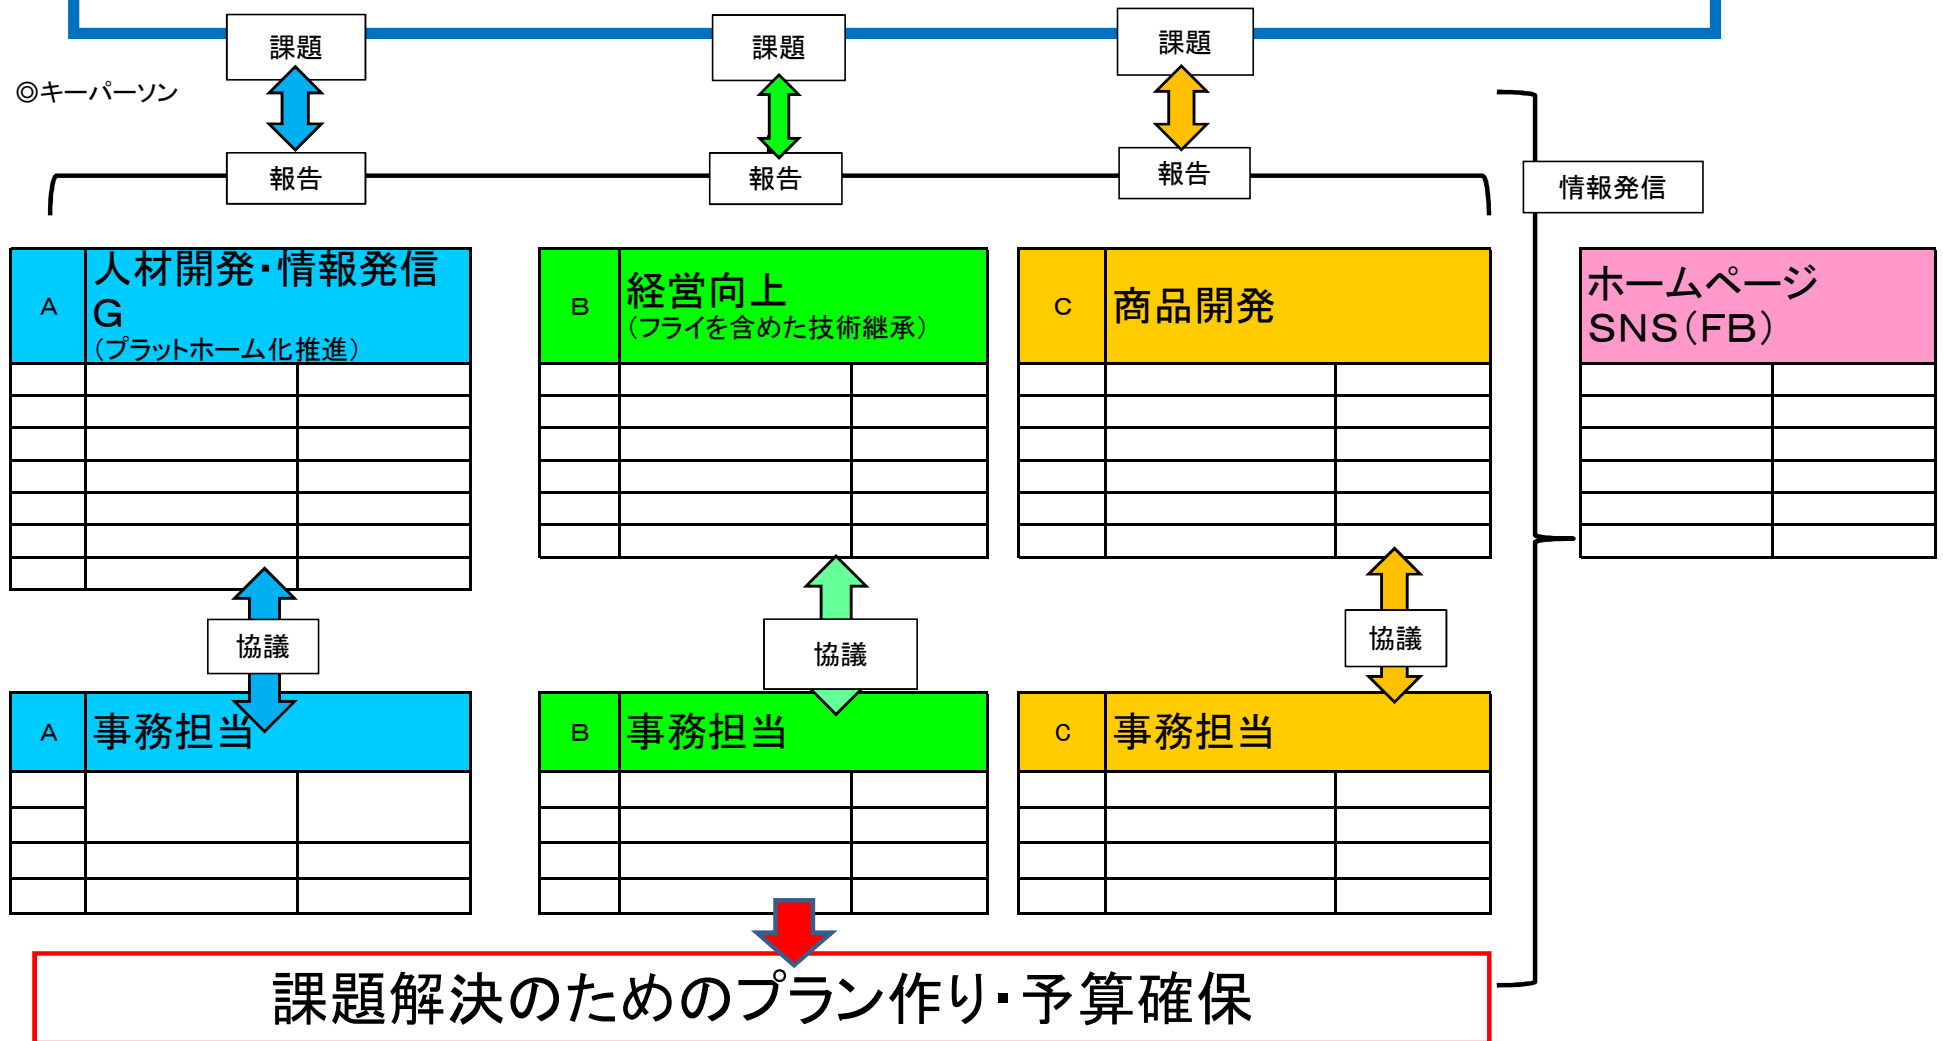 課題
課題
課題
◎キーパーソン
報告
報告
報告
情報発信
A
人材開発・情報発信
G
(プラットホーム化推進)
B
経営向上
(フライを含めた技術継承)
C
商品開発
ホームページ
SNS(FB)
協議
協議
協議
A
事務担当
B
事務担当
C
事務担当
課題解決のためのプラン作り・予算確保